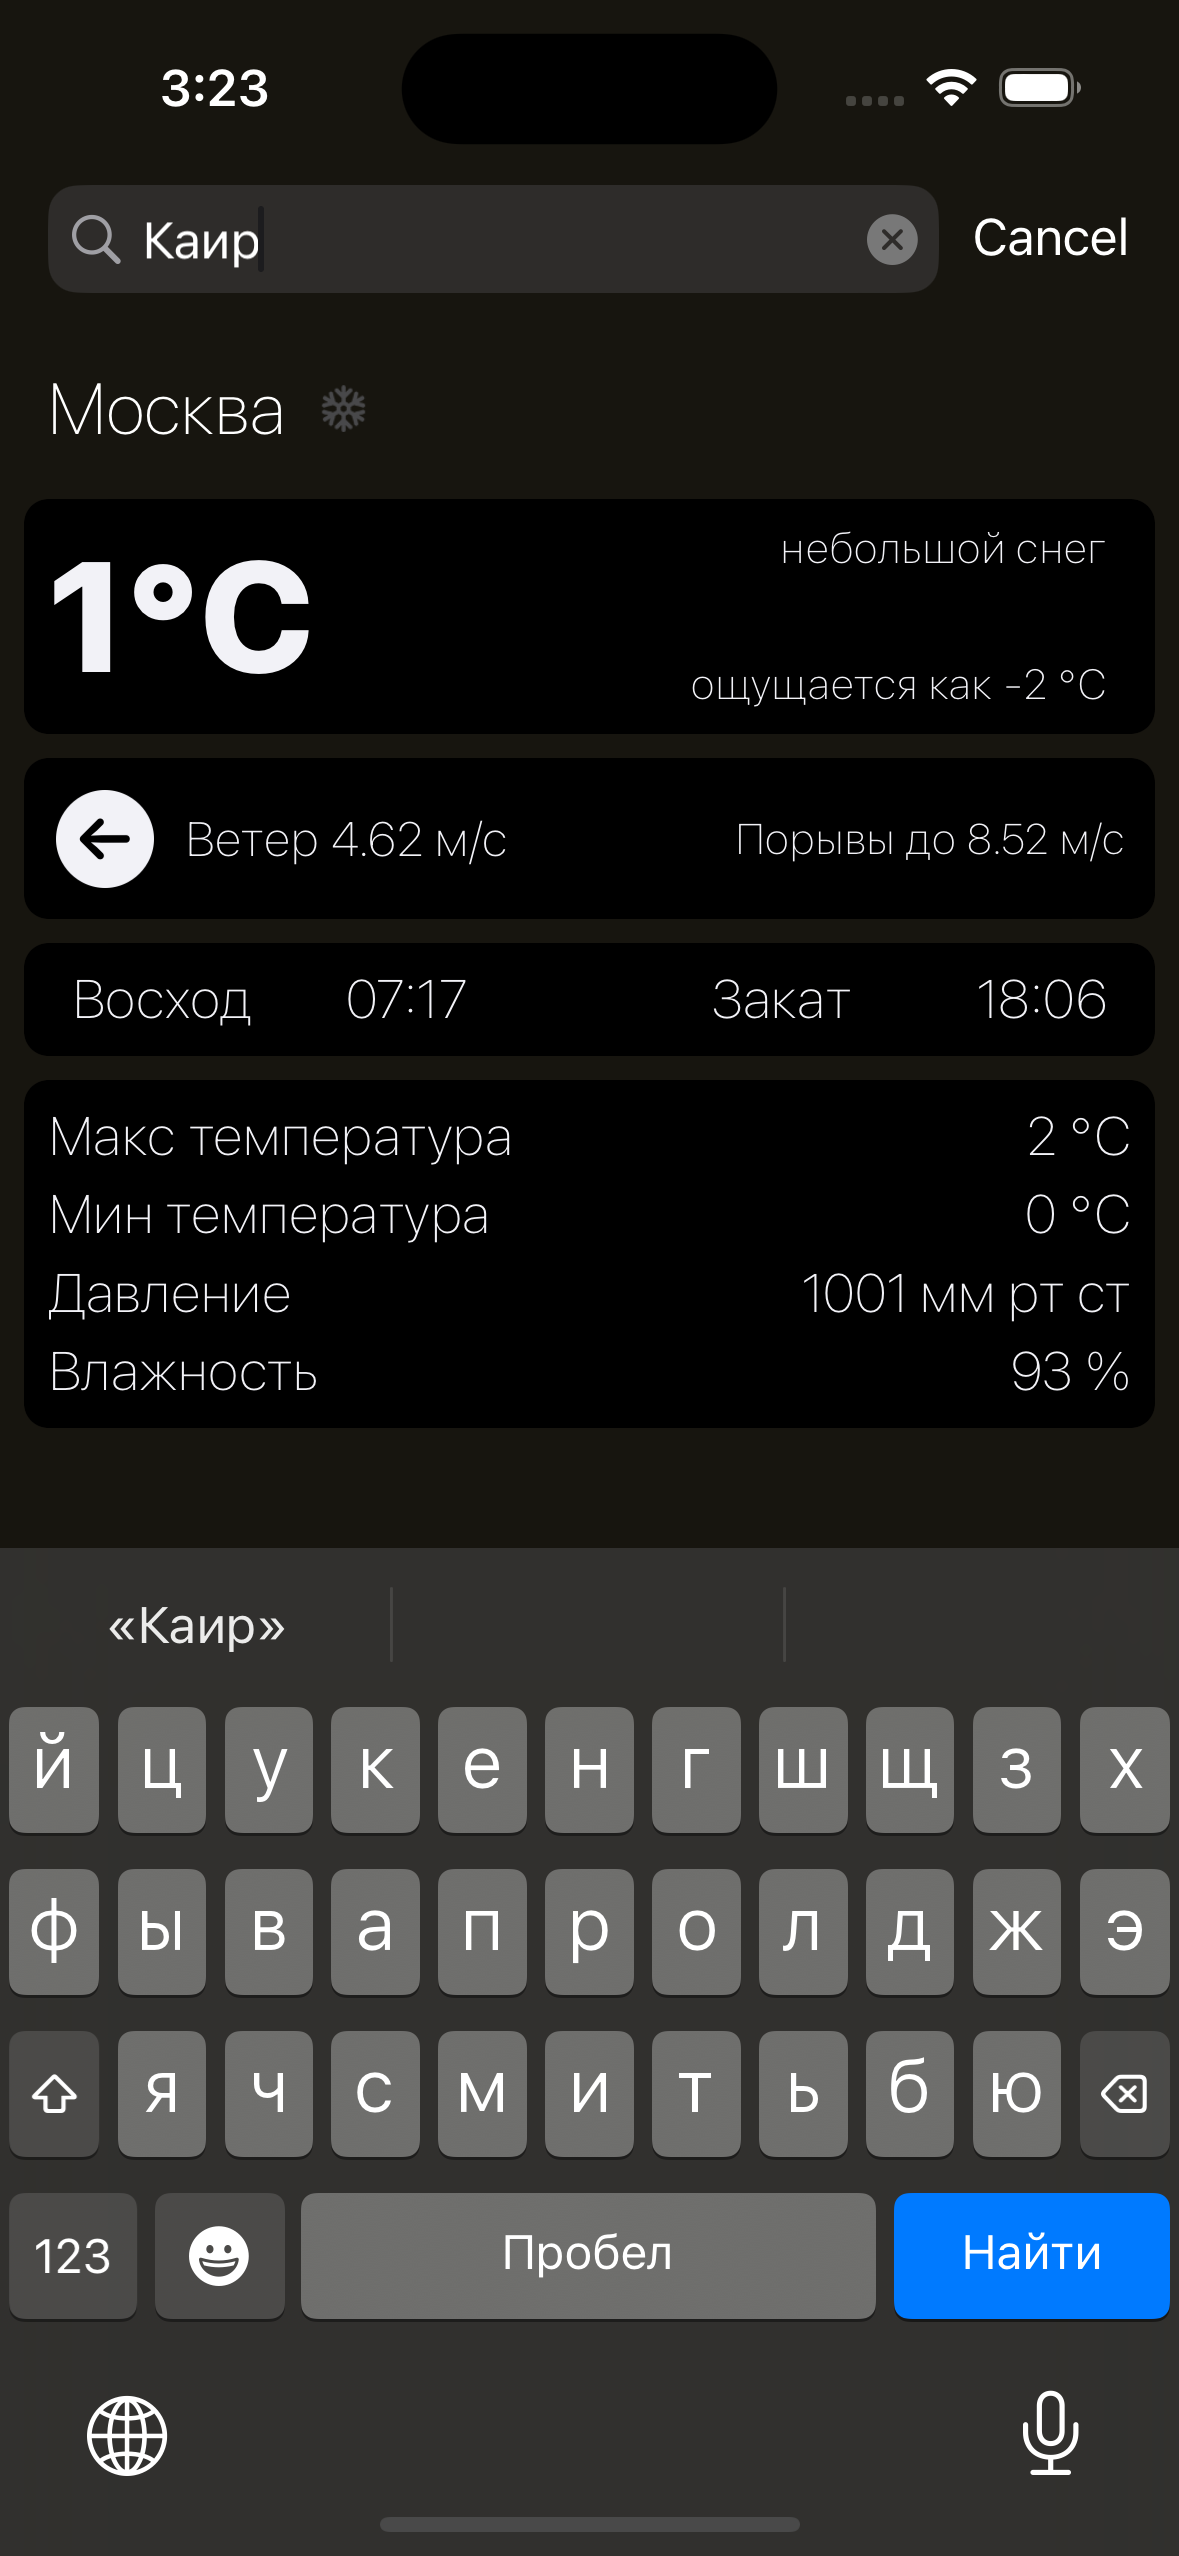 3:23
Каир
Cancel
Москва
1°C
небольшой снег
ощущается как -2 °C
Ветер 4.62 м/с
Порывы до 8.52 м/с
Восход 07:17 Закат 18:06
Макс температура 2 °C
Мин температура 0 °C
Давление 1001 мм рт ст
Влажность 93 %
«Каир»
й ц у к е н г ш щ з х
ф ы в а п р о л д ж э
я ч с м и т ь б ю
123 Пробел Найти